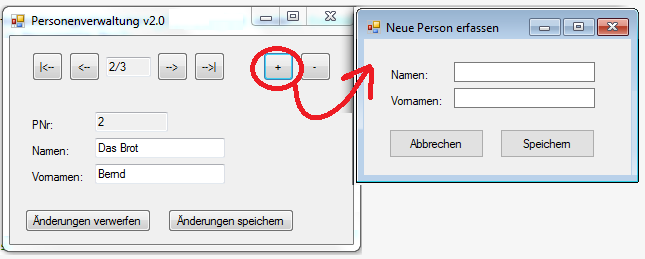 Personenverwaltung v2.0
|<-- <-- 2/3 --> -->| + -
PNr: 2
Namen: Das Brot
Vornamen: Bernd
Änderungen verwerfen Änderungen speichern
Neue Person erfassen
Namen:
Vornamen:
Abbrechen Speichern